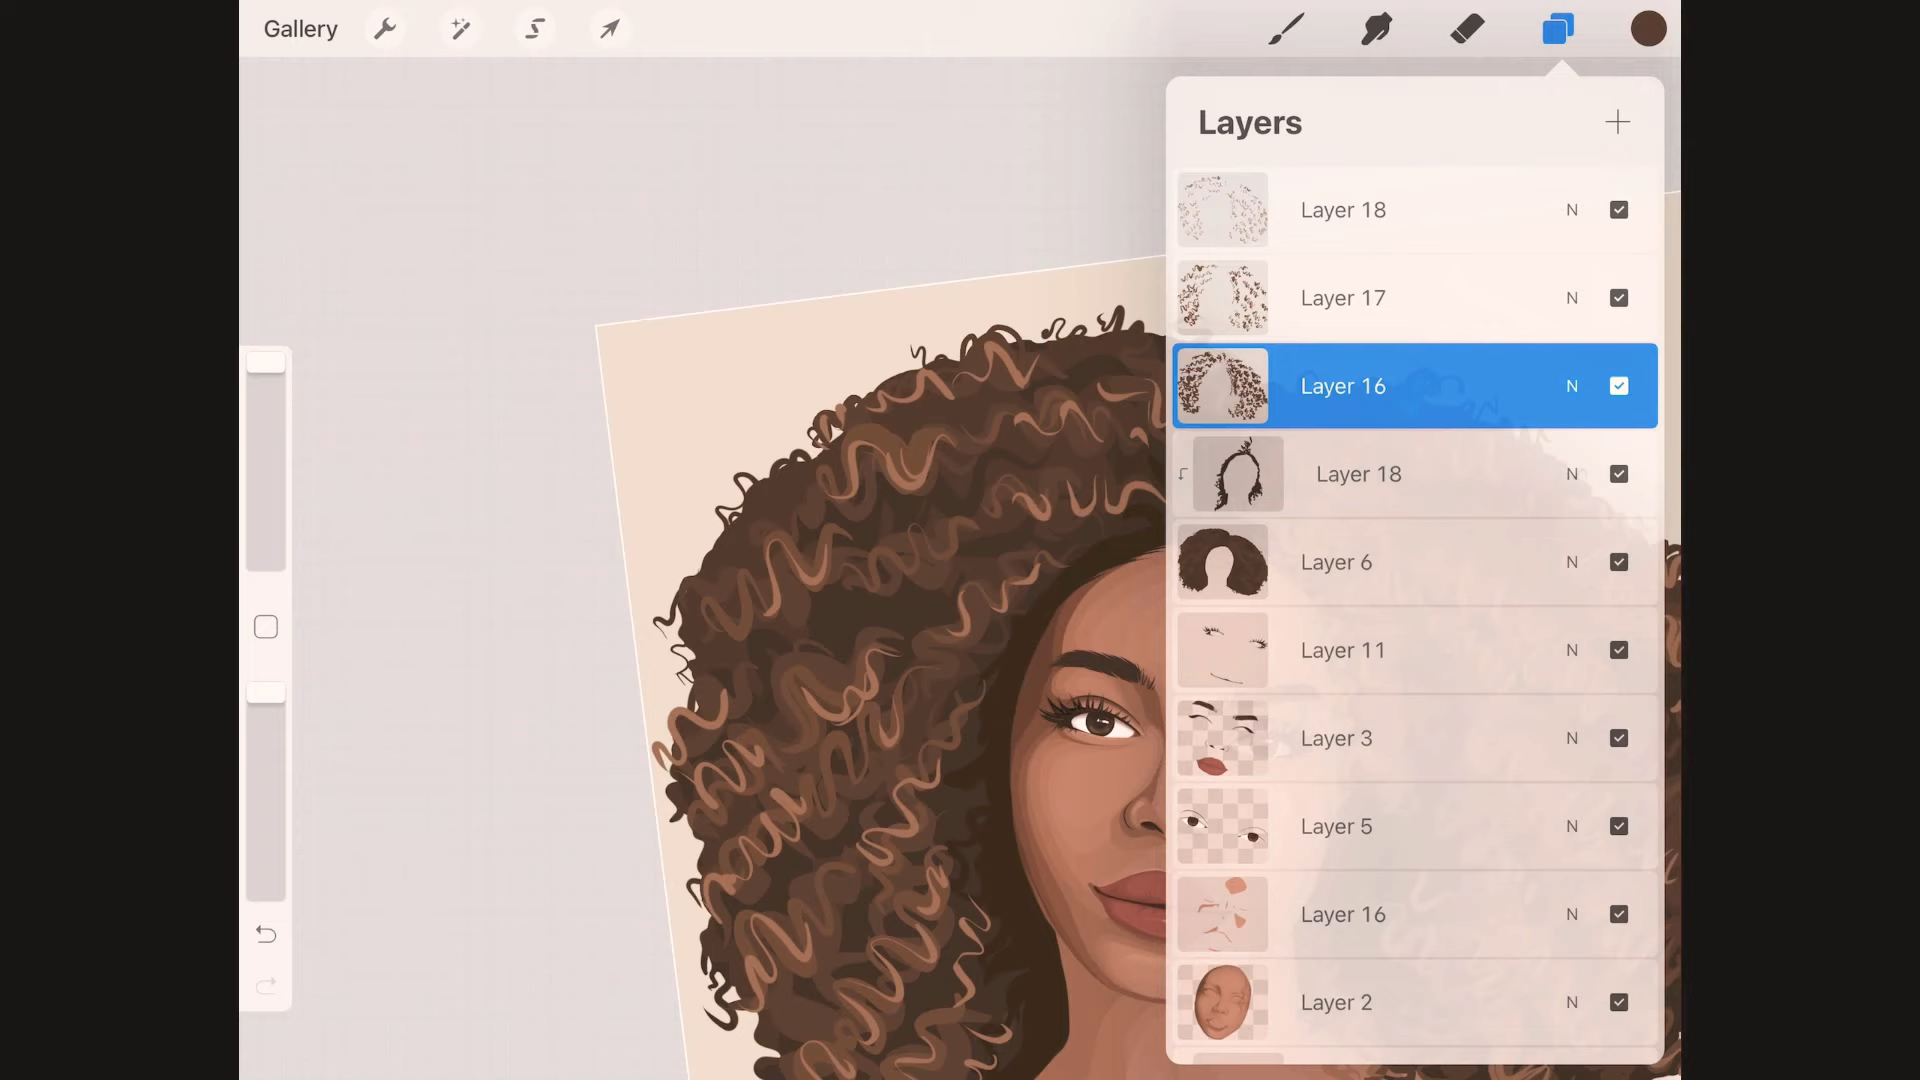 Gallery
Layers
Layer 18 N
Layer 17 N
Layer 16 N
Layer 18 N
Layer 6 N
Layer 11 N
Layer 3 N
Layer 5 N
Layer 16 N
Layer 2 N